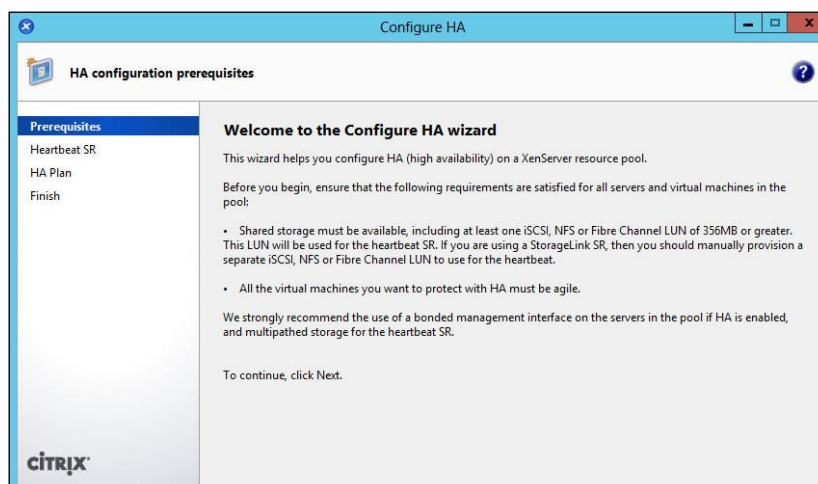 Configure HA
HA configuration prerequisites
Prerequisites
Heartbeat SR
HA Plan
Finish
Welcome to the Configure HA wizard
This wizard helps you configure HA (high availability) on a XenServer resource pool.
Before you begin, ensure that the following requirements are satisfied for all servers and virtual machines in the
pool:
• Shared storage must be available, including at least one iSCSI, NFS or Fibre Channel LUN of 356MB or greater.
This LUN will be used for the heartbeat SR. If you are using a StorageLink SR, then you should manually provision a
separate iSCSI, NFS or Fibre Channel LUN to use for the heartbeat.
• All the virtual machines you want to protect with HA must be agile.
We strongly recommend the use of a bonded management interface on the servers in the pool if HA is enabled,
and multipathed storage for the heartbeat SR.
To continue, click Next.
CITRIX